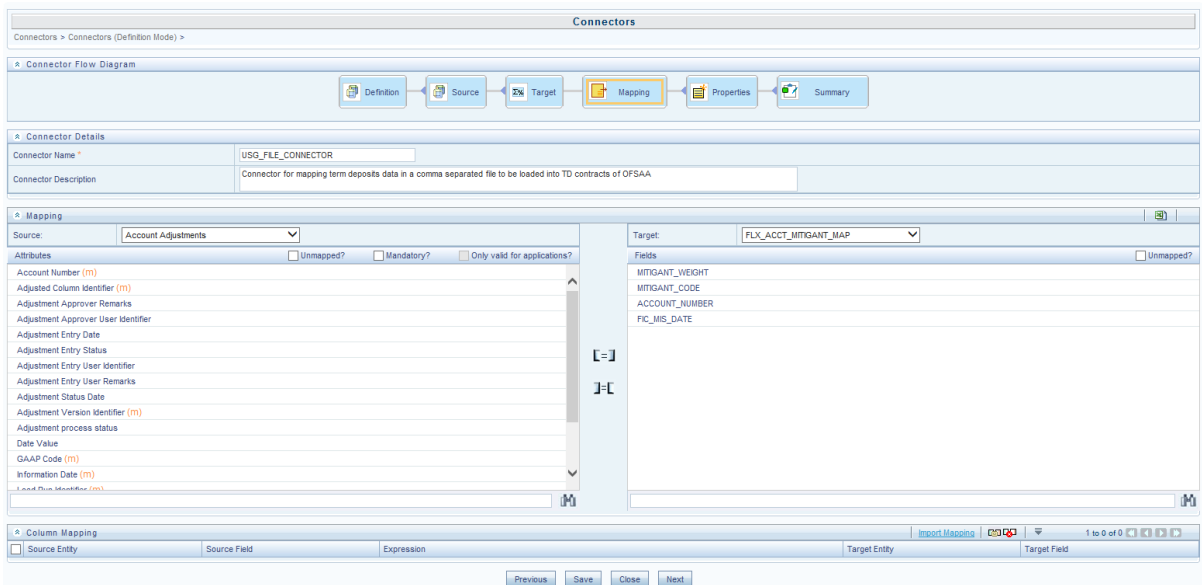 Connectors
Connectors > Connectors (Definition Mode) >
Connector Flow Diagram
Definition Source Target Mapping Properties Summary
Connector Details
Connector Name * USG_FILE_CONNECTOR
Connector Description Connector for mapping term deposits data in a comma separated file to be loaded into TD contracts of OFSAA
Mapping
Source: Account Adjustments Target: FLX_ACCT_MITIGANT_MAP
Attributes Unmapped? Mandatory? Only valid for applications? Fields Unmapped?
Account Number (m) MITIGANT_WEIGHT
Adjusted Column Identifier (m) MITIGANT_CODE
Adjustment Approver Remarks ACCOUNT_NUMBER
Adjustment Approver User Identifier FIC_MIS_DATE
Adjustment Entry Date
Adjustment Entry Status
Adjustment Entry User Identifier
Adjustment Entry User Remarks
Adjustment Status Date
Adjustment Version Identifier (m)
Adjustment process status
Date Value
GAAP Code (m)
Information Date (m)
Load Run Identifier (m)
Column Mapping Import Mapping 1 to 0 of 0
Source Entity Source Field Expression Target Entity Target Field
Previous Save Close Next